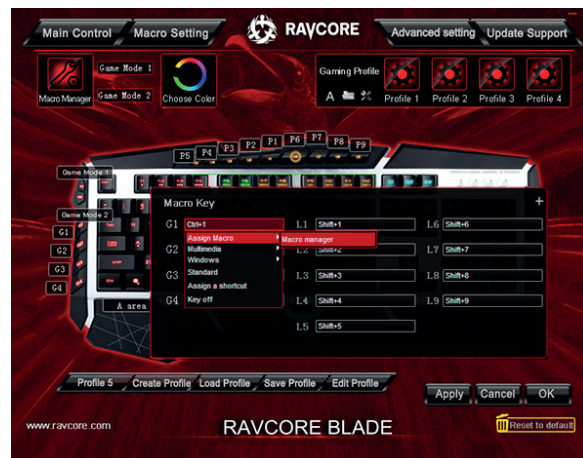 Main Control
Macro Setting
RAVCORE
Advanced setting
Update Support
Macro Manager
Game Mode 1
Game Mode 2
Choose Color
Gaming Profile
A
Profile 1
Profile 2
Profile 3
Profile 4
P5 P4 P3 P2 P1 P6 P7 P8 P9
Game Mode 1
Game Mode 2
G1
G2
G3
G4
A area
Macro Key
+
G1 Ctrl+1
Assign Macro
Macro manager
Multimedia
Windows
Standard
Assign a shortcut
Key off
G2
G3
G4
L1 Shift+1
L2 Shift+2
L3 Shift+3
L4 Shift+4
L5 Shift+5
L6 Shift+6
L7 Shift+7
L8 Shift+8
L9 Shift+9
Profile 5
Create Profile
Load Profile
Save Profile
Edit Profile
Apply
Cancel
OK
www.ravcore.com
RAVCORE BLADE
Reset to default